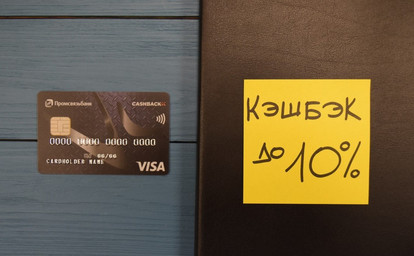 Промсвязьбанк
CASHBACK
0000 0000 0000 0000
00/00
CARDHOLDER NAME
VISA
КЭШБЭК
ДО 10%